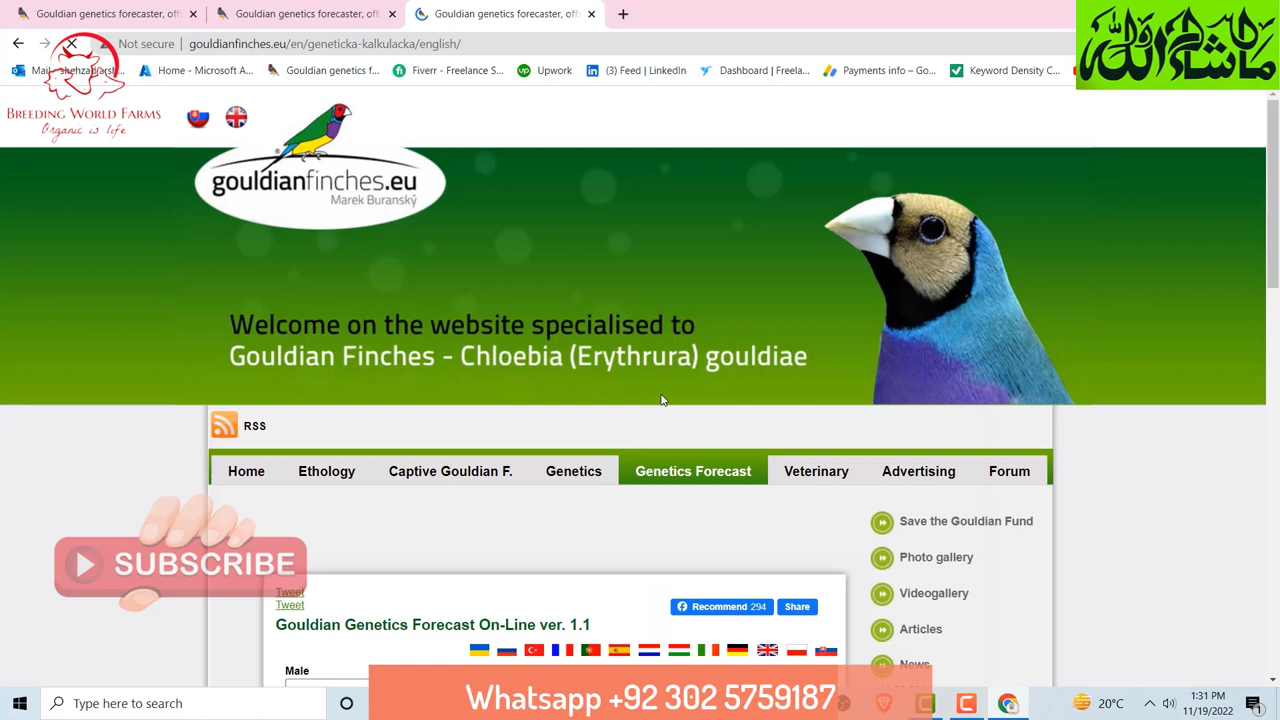 Gouldian genetics forecaster, off
Gouldian genetics forecaster, off
Gouldian genetics forecaster, off
Not secure
gouldianfinches.eu/en/geneticka-kalkulacka/english/
Home - Microsoft A...
Gouldian genetics f...
Fiverr - Freelance S...
Upwork
(3) Feed | LinkedIn
Dashboard | Freela...
Payments info – Go...
Keyword Density C...
ما شاء الله
BREEDING WORLD FARMS
Organic is life
gouldianfinches.eu
Marek Buranský
Welcome on the website specialised to
Gouldian Finches - Chloebia (Erythrura) gouldiae
RSS
Home
Ethology
Captive Gouldian F.
Genetics
Genetics Forecast
Veterinary
Advertising
Forum
SUBSCRIBE
Save the Gouldian Fund
Photo gallery
Videogallery
Articles
News
Tweet
Tweet
Recommend 294
Share
Gouldian Genetics Forecast On-Line ver. 1.1
Male
Whatsapp +92 302 5759187
Type here to search
20°C
1:31 PM
11/19/2022
1